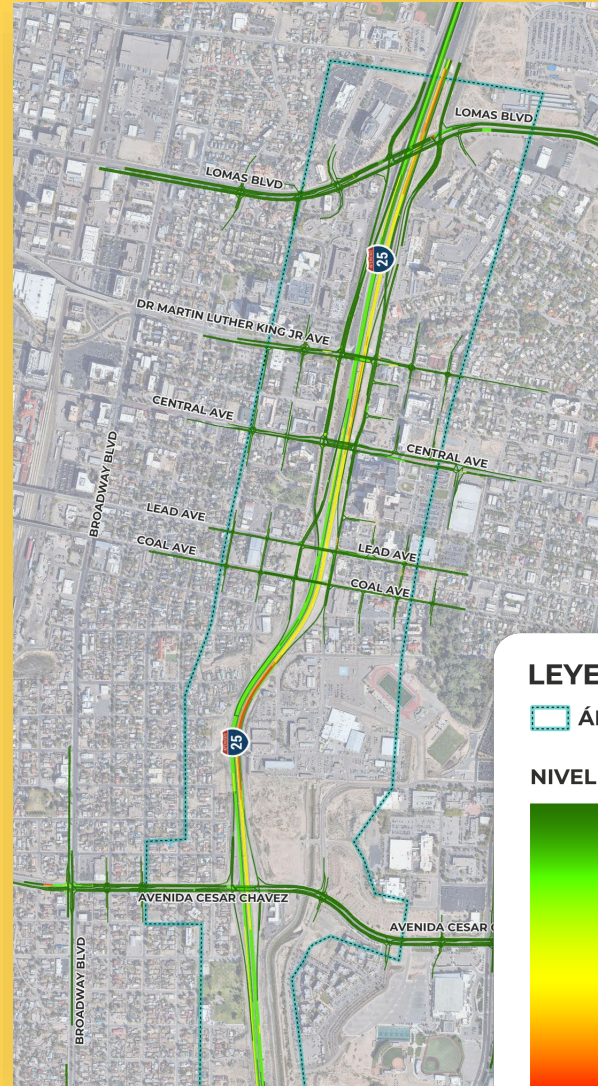 LOMAS BLVD
LOMAS BLVD
25
DR MARTIN LUTHER KING JR AVE
CENTRAL AVE
CENTRAL AVE
BROADWAY BLVD
LEAD AVE
LEAD AVE
COAL AVE
COAL AVE
LEYE
ÁI
25
NIVEL
AVENIDA CESAR CHAVEZ
AVENIDA CESAR C
BROADWAY BLVD